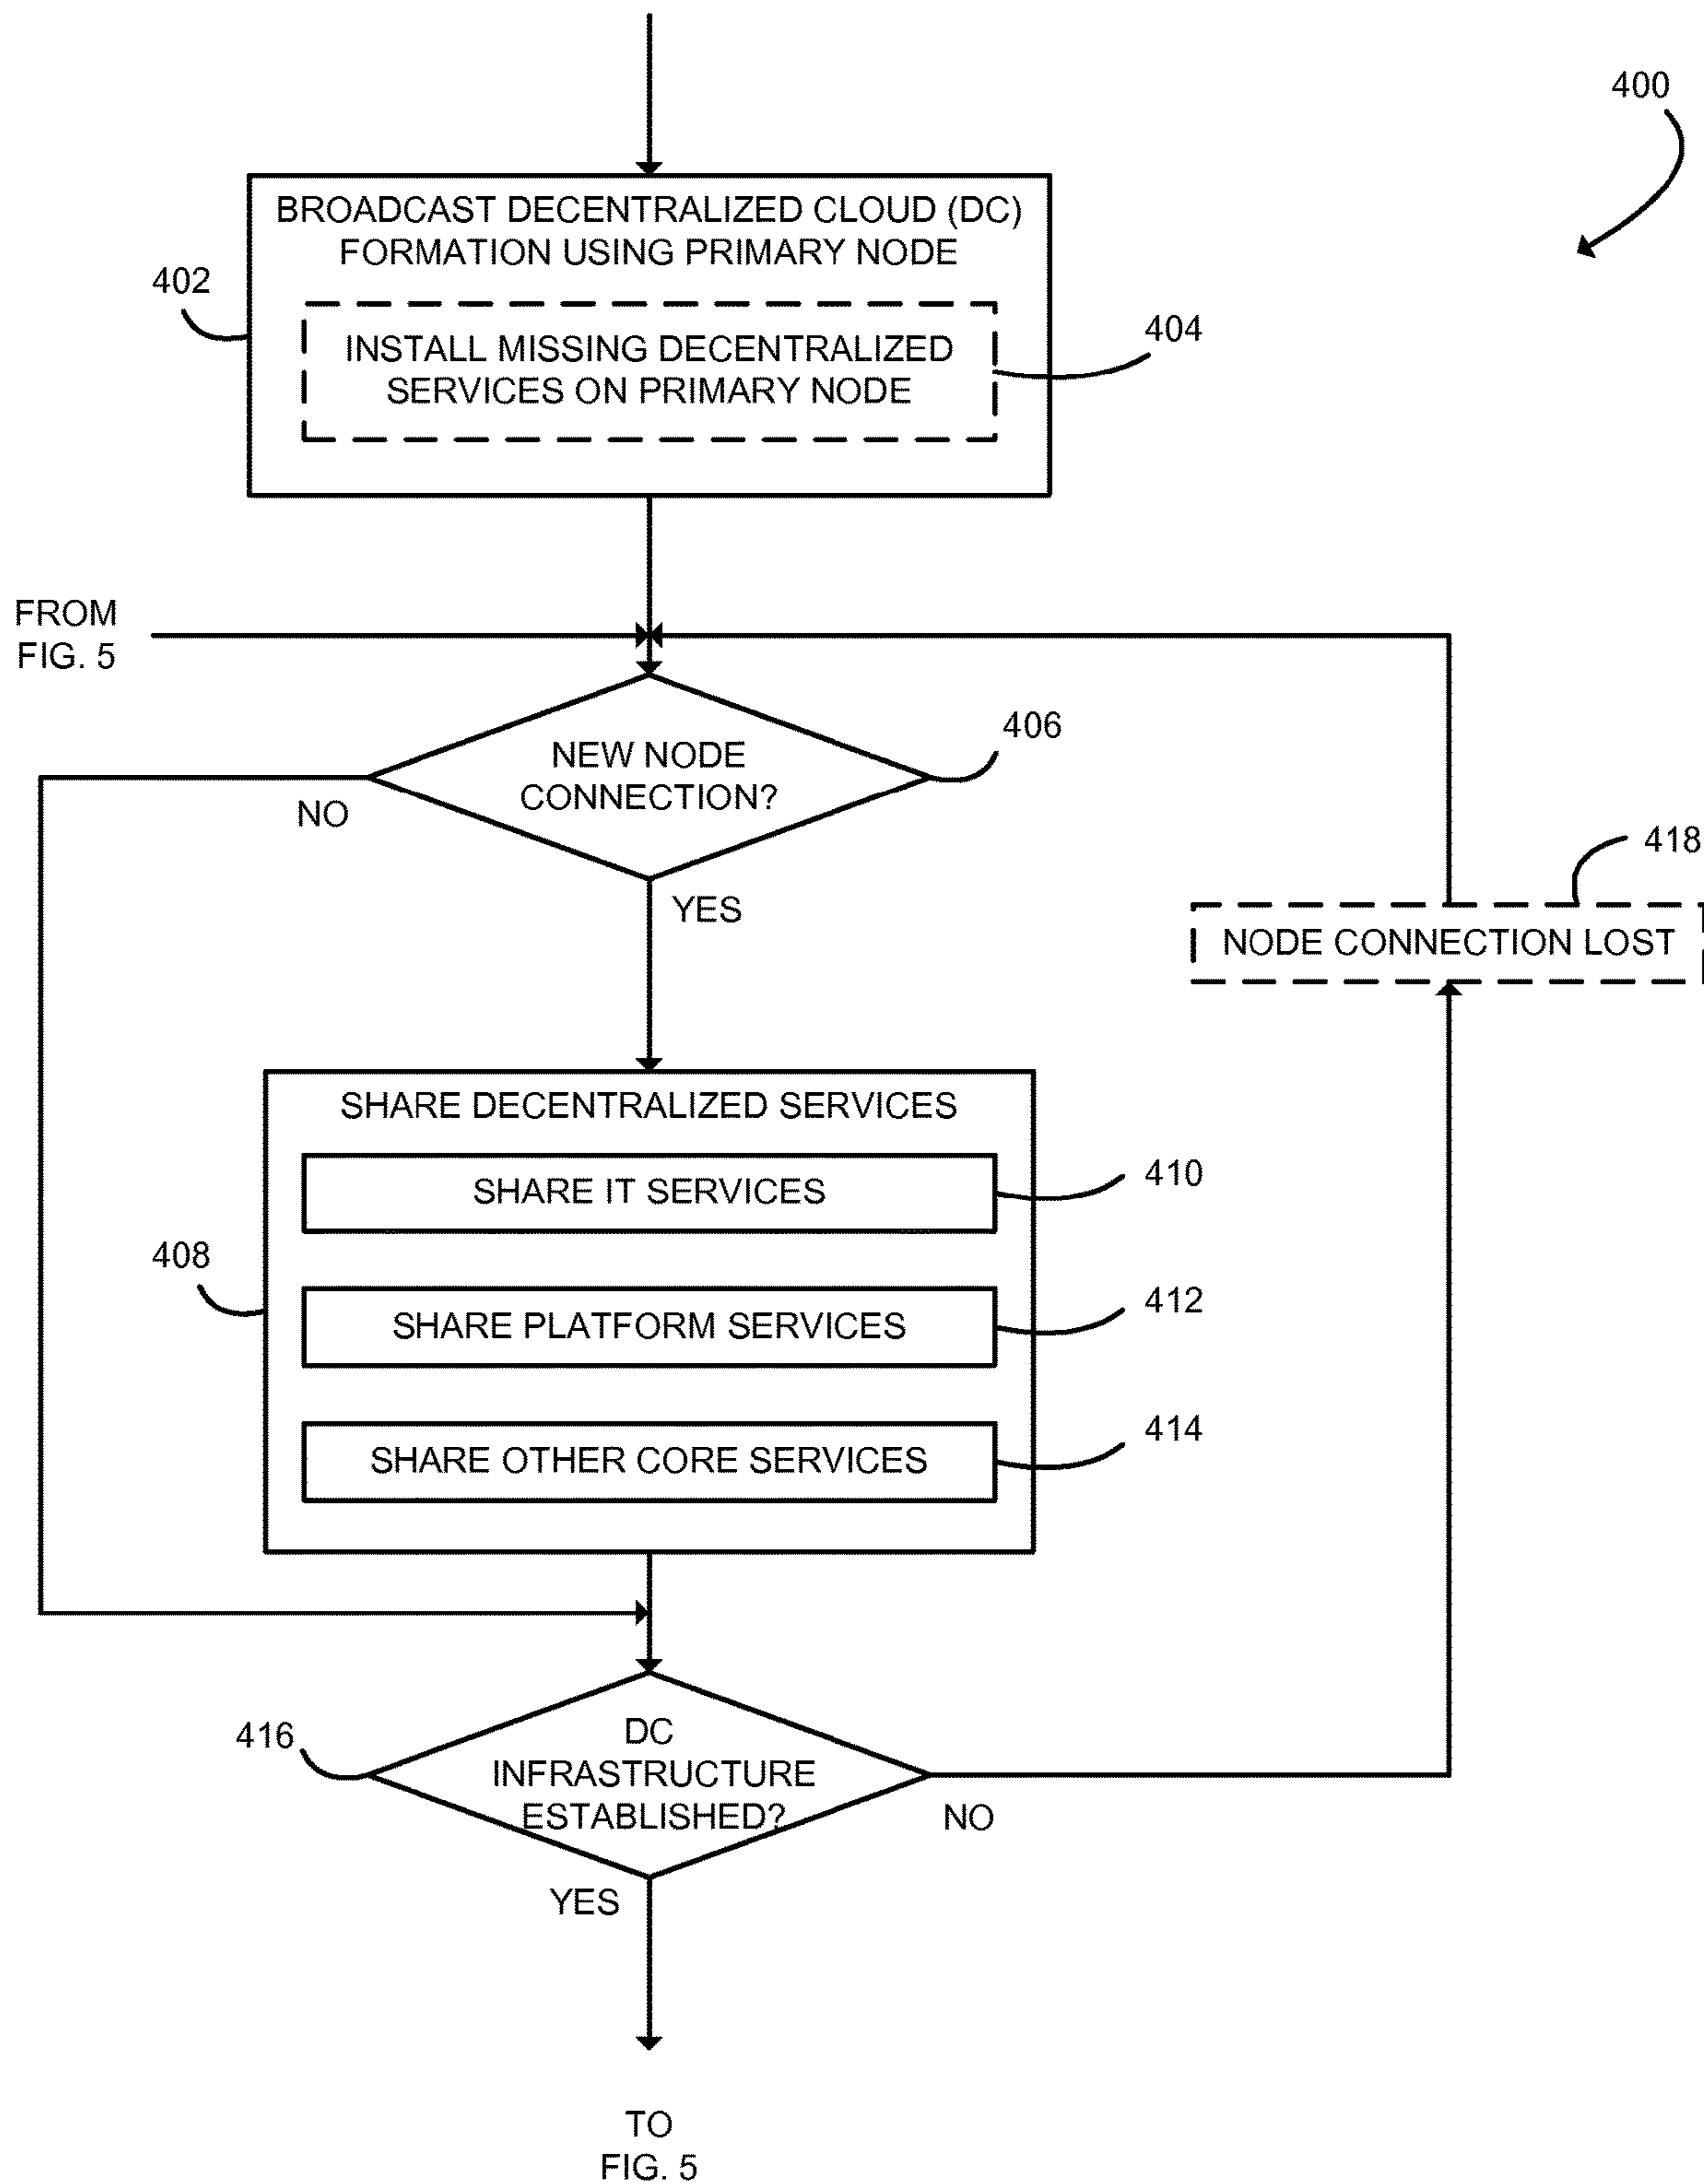 400
BROADCAST DECENTRALIZED CLOUD (DC)
FORMATION USING PRIMARY NODE
402
INSTALL MISSING DECENTRALIZED
SERVICES ON PRIMARY NODE
404
FROM
FIG. 5
NEW NODE
CONNECTION?
406
NO
YES
418
NODE CONNECTION LOST
SHARE DECENTRALIZED SERVICES
SHARE IT SERVICES
410
408
SHARE PLATFORM SERVICES
412
SHARE OTHER CORE SERVICES
414
416
DC
INFRASTRUCTURE
ESTABLISHED?
NO
YES
TO
FIG. 5